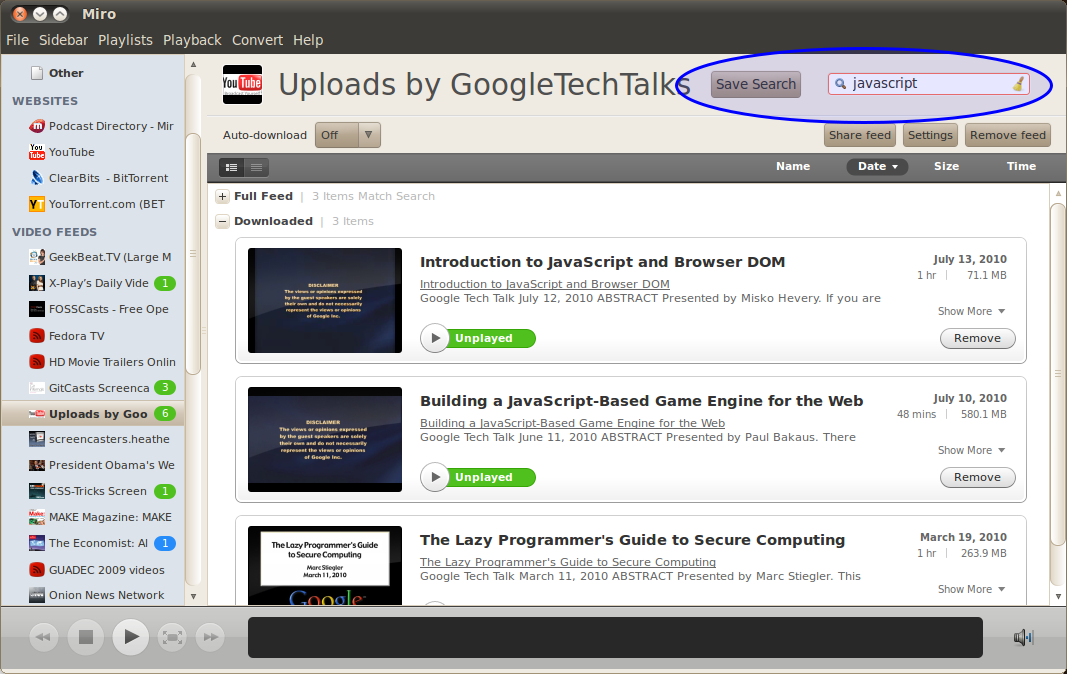 Miro
File Sidebar Playlists Playback Convert Help
Other
WEBSITES
Podcast Directory - Mir
YouTube
ClearBits - BitTorrent
YouTorrent.com (BET
VIDEO FEEDS
GeekBeat.TV (Large M
X-Play's Daily Vide 1
FOSSCasts - Free Ope
Fedora TV
HD Movie Trailers Onlin
GitCasts Screenca 3
Uploads by Goo 6
screencasters.heathe
President Obama's We
CSS-Tricks Screen 1
MAKE Magazine: MAKE
The Economist: Al 1
GUADEC 2009 videos
Onion News Network
You Tube
Uploads by GoogleTechTalks
Save Search
javascript
Auto-download Off
Share feed Settings Remove feed
Name Date Size Time
Full Feed | 3 Items Match Search
Downloaded | 3 Items
DISCLAIMER
The views or opinions expressed
by the guest speakers are solely
their own and do not necessarily
represent the views or opinions
of Google Inc.
Introduction to JavaScript and Browser DOM
Introduction to JavaScript and Browser DOM
Google Tech Talk July 12, 2010 ABSTRACT Presented by Misko Hevery. If you are
Unplayed
July 13, 2010
1 hr | 71.1 MB
Show More
Remove
DISCLAIMER
The views or opinions expressed
by the guest speakers are solely
their own and do not necessarily
represent the views or opinions
of Google Inc.
Building a JavaScript-Based Game Engine for the Web
Building a JavaScript-Based Game Engine for the Web
Google Tech Talk June 11, 2010 ABSTRACT Presented by Paul Bakaus. There
Unplayed
July 10, 2010
48 mins | 580.1 MB
Show More
Remove
The Lazy Programmer's Guide
to Secure Computing
Marc Stiegler
March 11, 2010
Google
The Lazy Programmer's Guide to Secure Computing
The Lazy Programmer's Guide to Secure Computing
Google Tech Talk March 11, 2010 ABSTRACT Presented by Marc Stiegler. This
March 19, 2010
1 hr | 263.9 MB
Show More